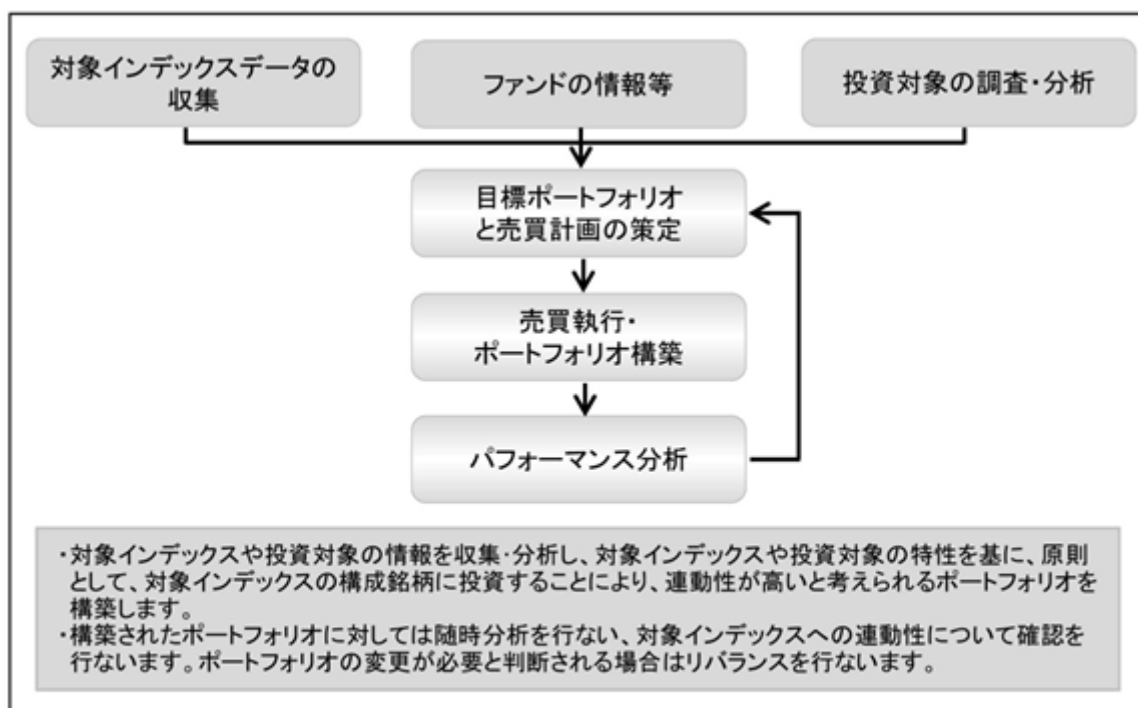 対象インデックスデータの
収集
ファンドの情報等
投資対象の調査・分析
目標ポートフォリオ
と売買計画の策定
売買執行・
ポートフォリオ構築
パフォーマンス分析
・対象インデックスや投資対象の情報を収集・分析し、対象インデックスや投資対象の特性を基に、原則
として、対象インデックスの構成銘柄に投資することにより、連動性が高いと考えられるポートフォリオを
構築します。
・構築されたポートフォリオに対しては随時分析を行ない、対象インデックスへの連動性について確認を
行ないます。ポートフォリオの変更が必要と判断される場合はリバランスを行ないます。